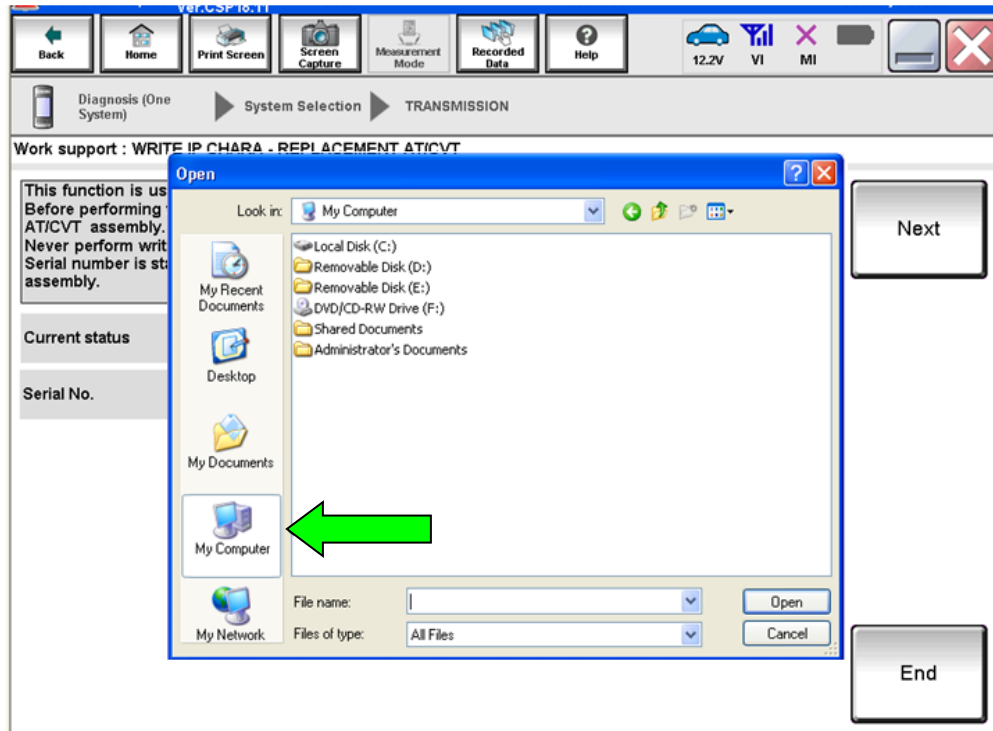 Ver.CSP18.11
Back
Home
Print Screen
Screen
Capture
Measurement
Mode
Recorded
Data
Help
12.2V
VI
MI
Diagnosis (One
System)
System Selection
TRANSMISSION
Work support : WRITE IP CHARA - REPLACEMENT AT/CVT
This function is us
Before performing
AT/CVT assembly.
Never perform writ
Serial number is sta
assembly.
Current status
Serial No.
Next
End
Open
Look in:
My Computer
My Recent
Documents
Desktop
My Documents
My Computer
My Network
Local Disk (C:)
Removable Disk (D:)
Removable Disk (E:)
DVD/CD-RW Drive (F:)
Shared Documents
Administrator's Documents
File name:
Open
Files of type:
All Files
Cancel